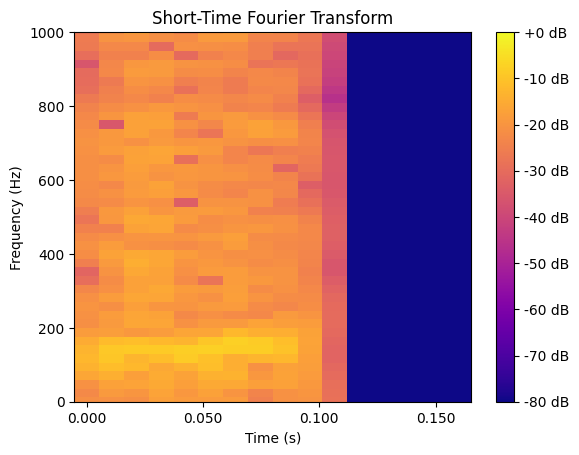 Short-Time Fourier Transform
1000
800
600
400
200
0
Frequency (Hz)
0.000
0.050
0.100
0.150
Time (s)
+0 dB
-10 dB
-20 dB
-30 dB
-40 dB
-50 dB
-60 dB
-70 dB
-80 dB